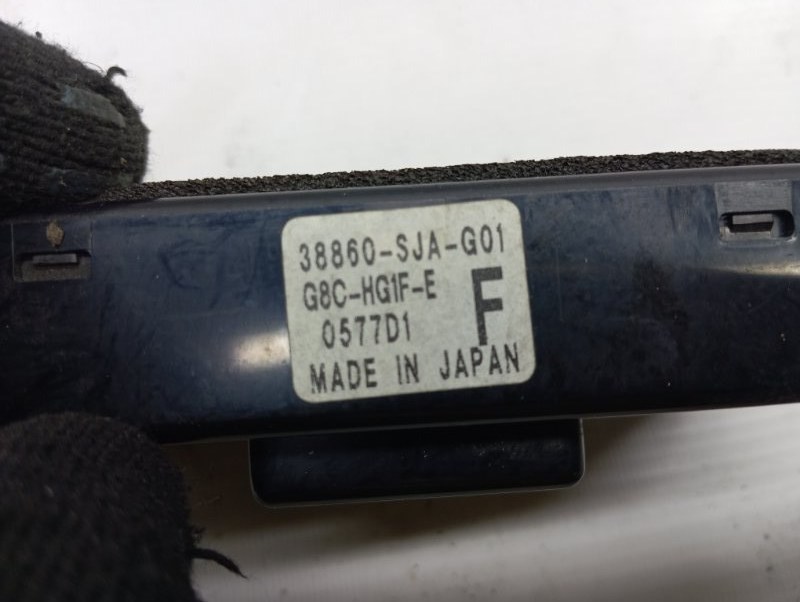 38860-SJA-G01
G8C-HG1F-E F
0577D1
MADE IN JAPAN